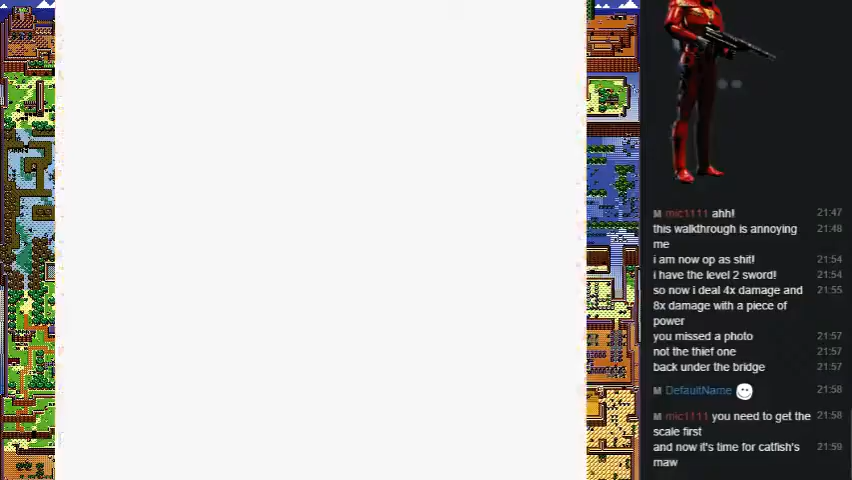 M mic1111 ahh! 21:47
this walkthrough is annoying 21:48
me
i am now op as shit! 21:54
i have the level 2 sword! 21:54
so now i deal 4x damage and 21:55
8x damage with a piece of
power
you missed a photo 21:57
not the thief one 21:57
back under the bridge 21:57
M DefaultName 21:58
M mic1111 you need to get the 21:58
scale first
and now it's time for catfish's 21:59
maw